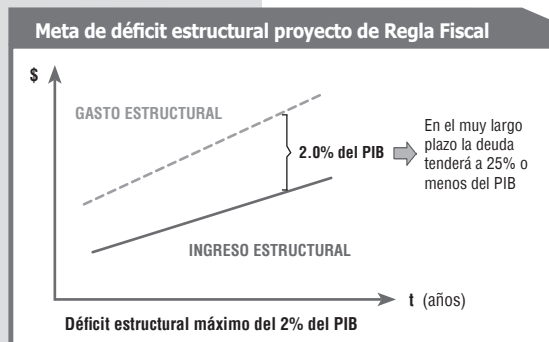 Meta de déficit estructural proyecto de Regla Fiscal
$
GASTO ESTRUCTURAL
2.0% del PIB
En el muy largo
plazo la deuda
tenderá a 25% o
menos del PIB
INGRESO ESTRUCTURAL
t (años)
Déficit estructural máximo del 2% del PIB